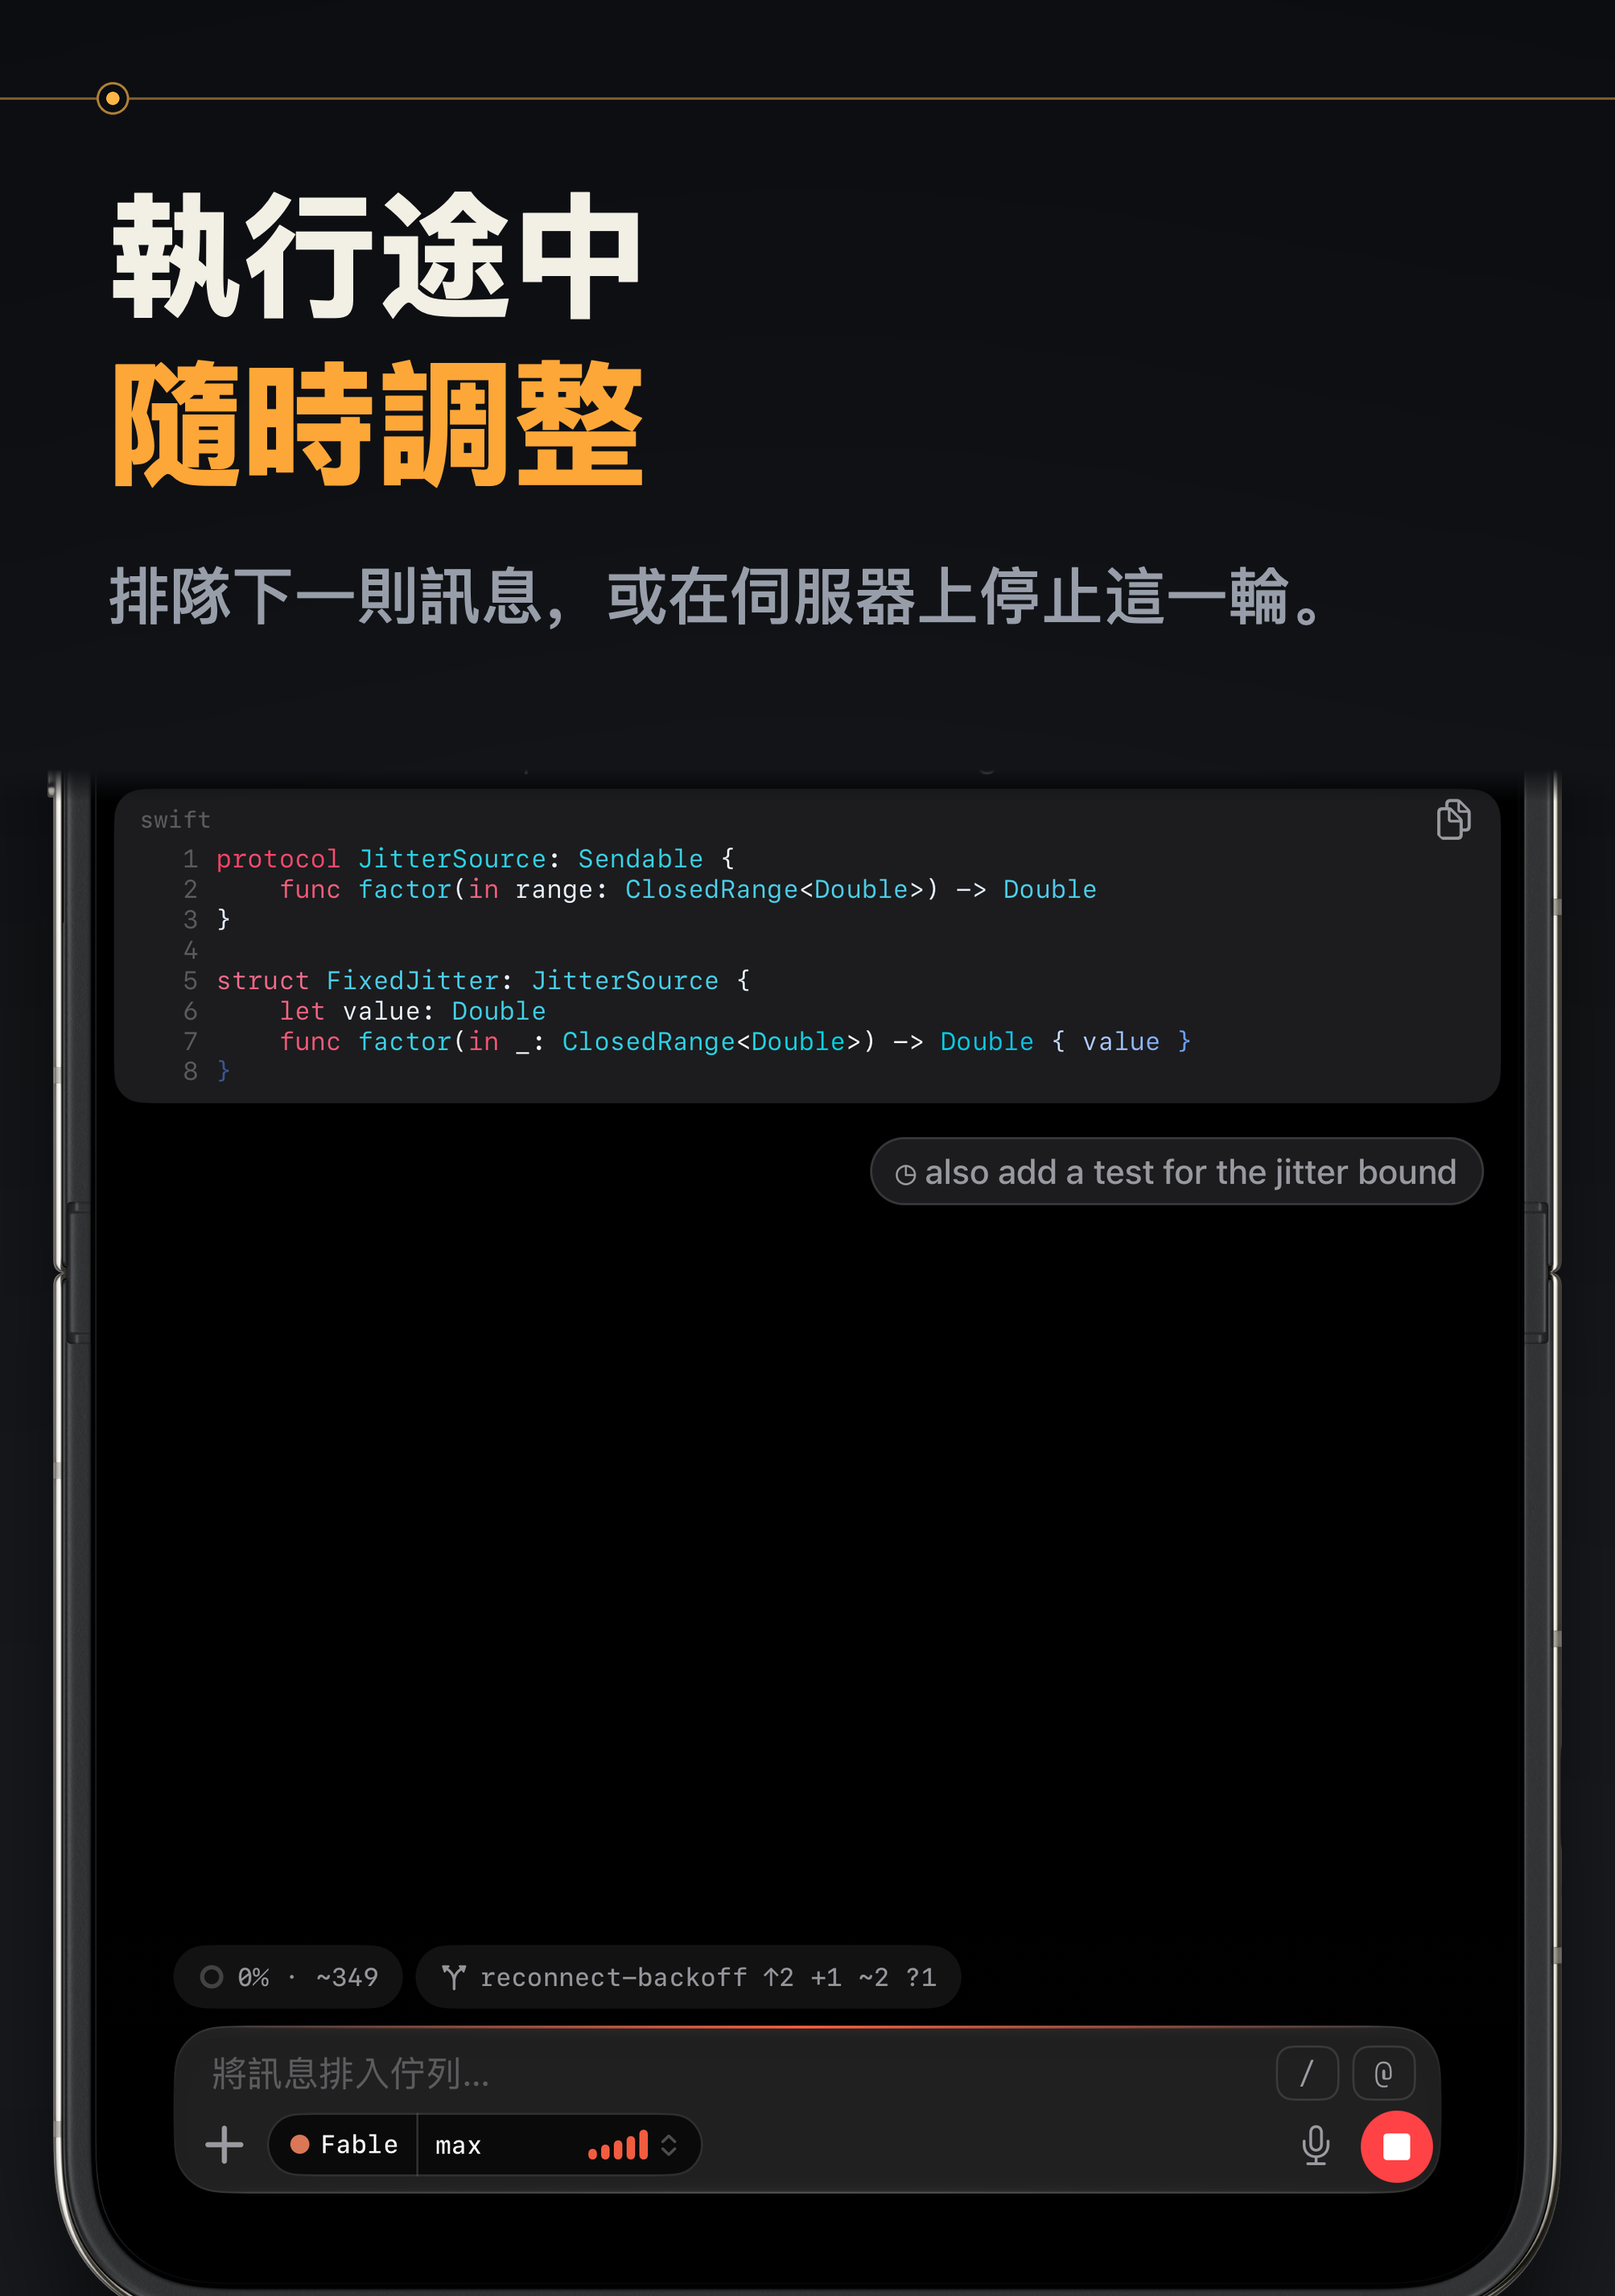 執行途中
隨時調整
排隊下一則訊息，或在伺服器上停止這一輪。
swift
1 protocol JitterSource: Sendable {
2     func factor(in range: ClosedRange<Double>) -> Double
3 }
4
5 struct FixedJitter: JitterSource {
6     let value: Double
7     func factor(in _: ClosedRange<Double>) -> Double { value }
8 }
also add a test for the jitter bound
0% · ~349
reconnect-backoff ↑2 +1 ~2 ?1
將訊息排入佇列...
/ @
Fable max